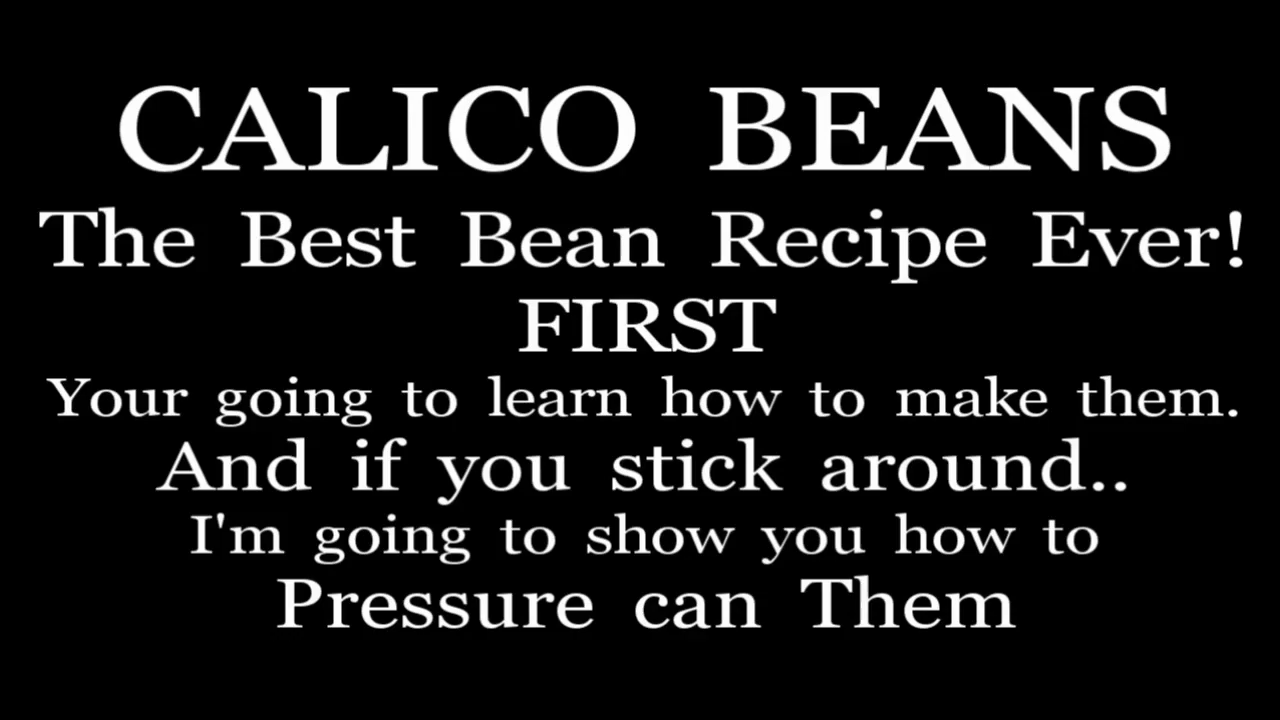 CALICO BEANS
The Best Bean Recipe Ever!
FIRST
Your going to learn how to make them.
And if you stick around..
I'm going to show you how to
Pressure can Them